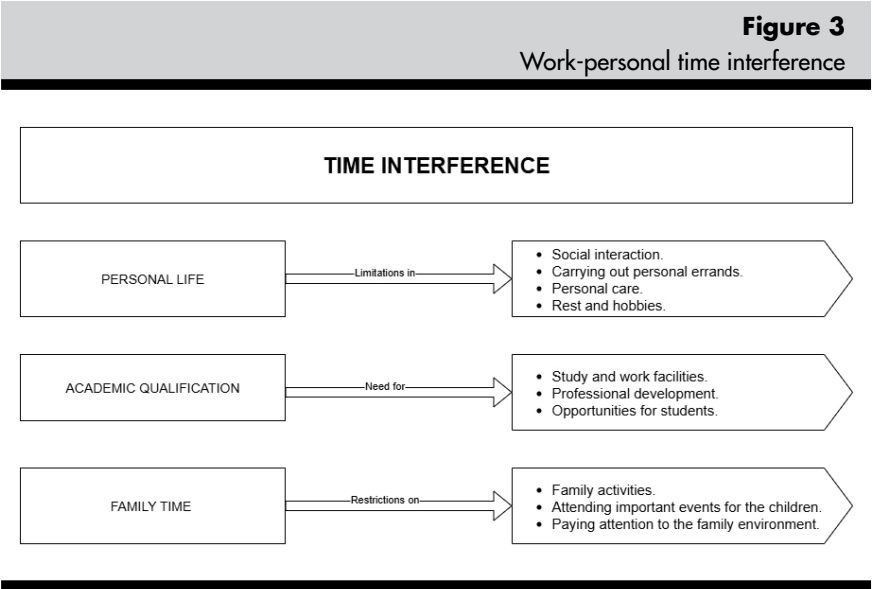 Figure 3
Work-personal time interference
TIME INTERFERENCE
PERSONAL LIFE
Limitations in
• Social interaction.
• Carrying out personal errands.
• Personal care.
• Rest and hobbies.
ACADEMIC QUALIFICATION
Need for
• Study and work facilities.
• Professional development.
• Opportunities for students.
FAMILY TIME
Restrictions on
• Family activities.
• Attending important events for the children.
• Paying attention to the family environment.